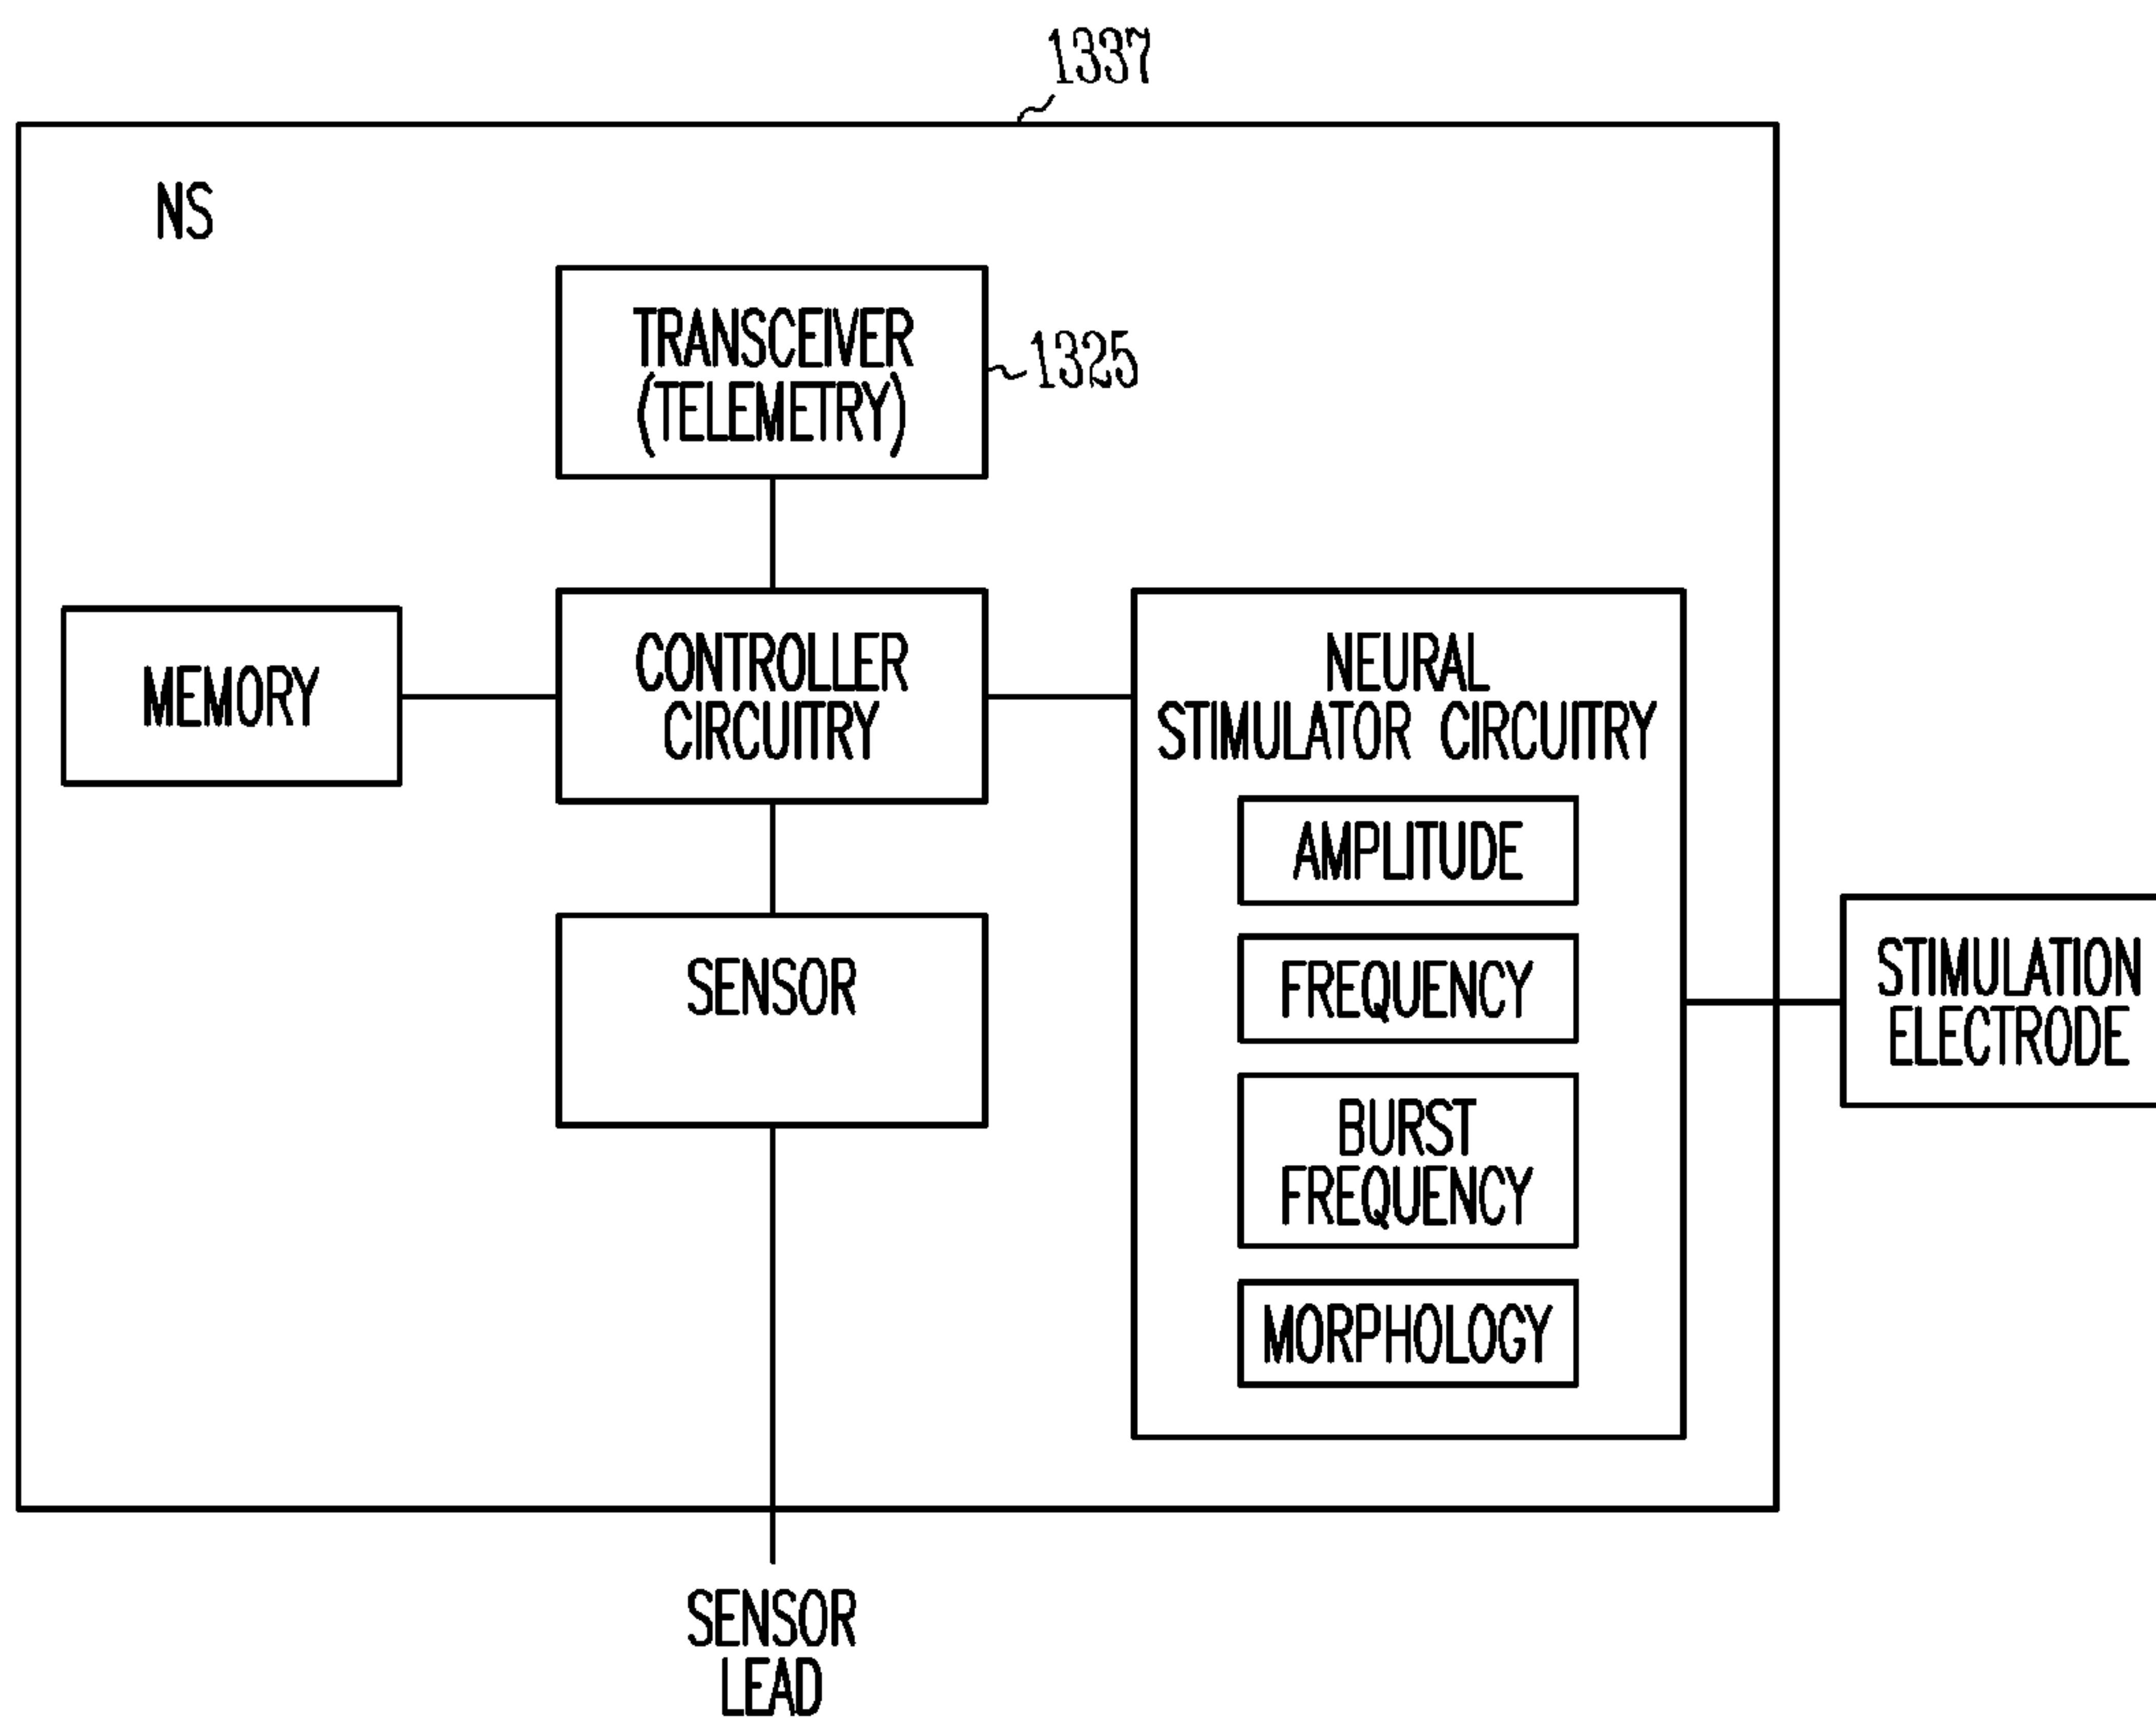 1337
NS
TRANSCEIVER
(TELEMETRY)
1325
MEMORY
CONTROLLER
CIRCUITRY
NEURAL
STIMULATOR CIRCUITRY
AMPLITUDE
FREQUENCY
BURST
FREQUENCY
MORPHOLOGY
SENSOR
STIMULATION
ELECTRODE
SENSOR
LEAD